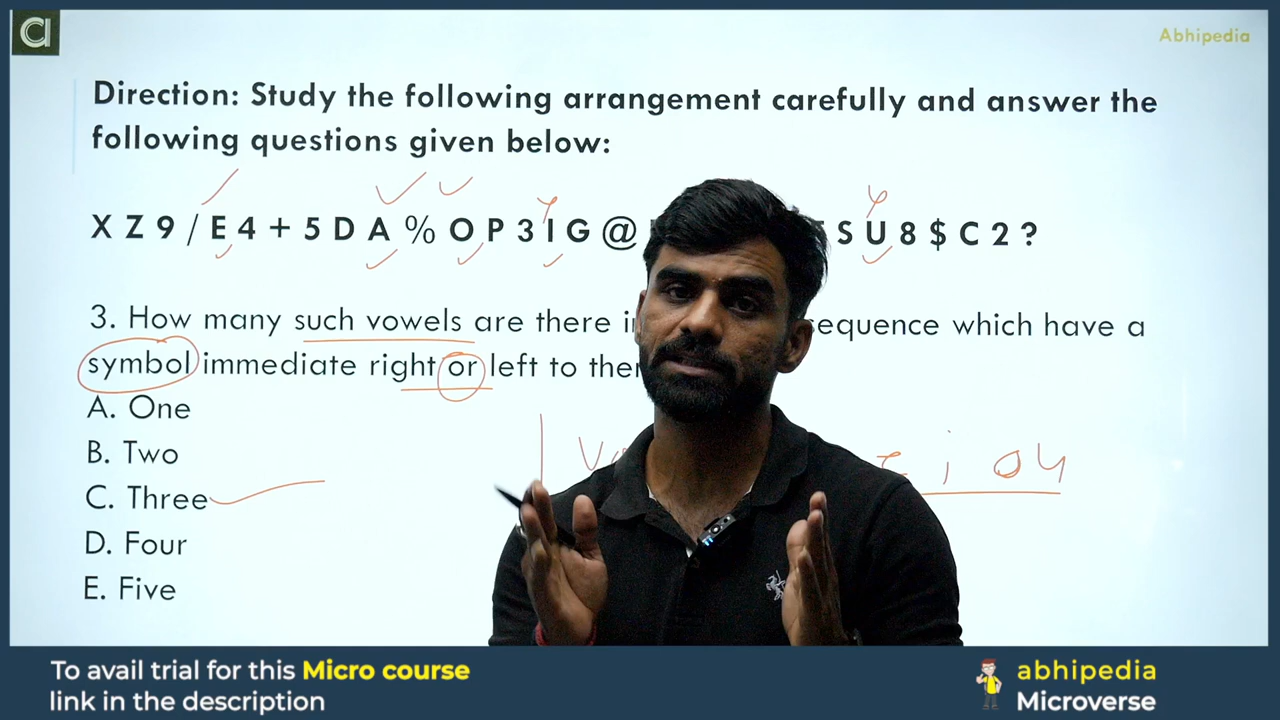 Abhipedia
Direction: Study the following arrangement carefully and answer the
following questions given below:
X Z 9 / E 4 + 5 D A % O P 3 I G @ S U 8 $ C 2 ?
3. How many such vowels are there sequence which have a
symbol immediate right or left to
A. One
B. Two
C. Three
D. Four
E. Five
i o u
To avail trial for this Micro course
link in the description
abhipedia
Microverse